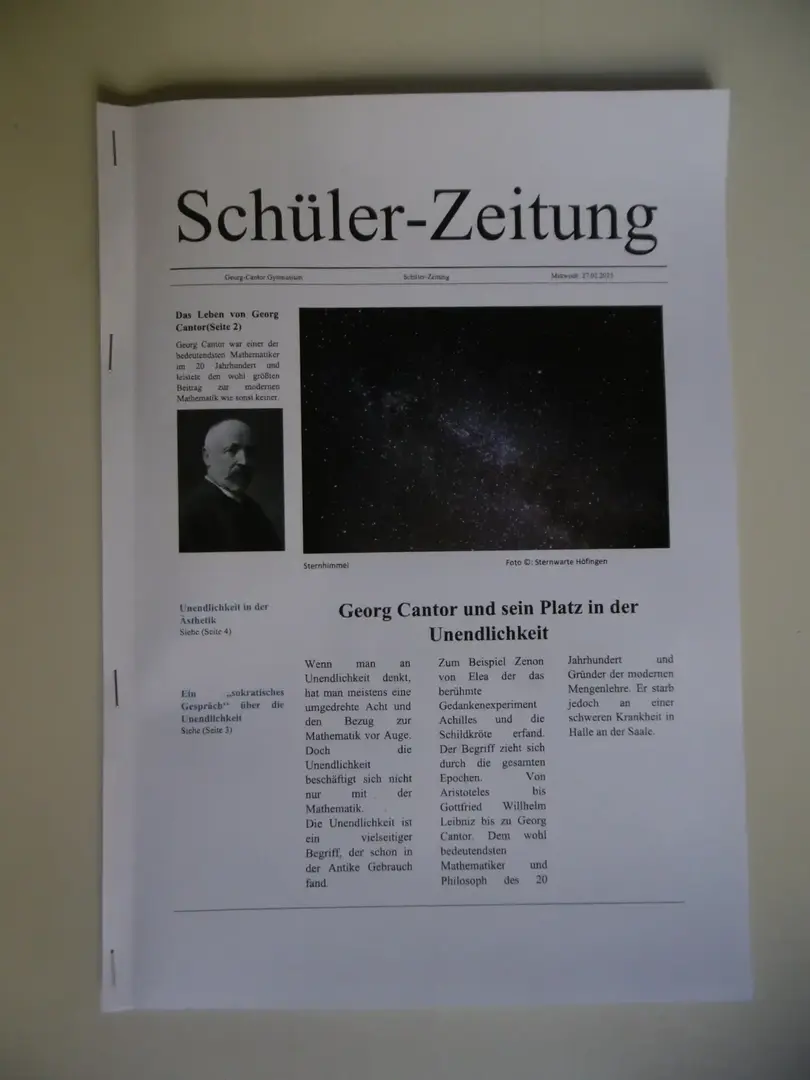 Schüler-Zeitung
Georg-Cantor Gymnasium Schüler-Zeitung Mittwoch 27.02.2013
Das Leben von Georg
Cantor(Seite 2)
Georg Cantor war einer der
bedeutendsten Mathematiker
im 20 Jahrhundert und
leistete den wohl größten
Beitrag zur modernen
Mathematik wie sonst keiner.
Sternhimmel
Foto ©: Sternwarte Höfingen
Unendlichkeit in der
Ästhetik
Siehe (Seite 4)
Ein „sokratisches
Gespräch“ über die
Unendlichkeit
Siehe (Seite 3)
Georg Cantor und sein Platz in der
Unendlichkeit
Wenn man an
Unendlichkeit denkt,
hat man meistens eine
umgedrehte Acht und
den Bezug zur
Mathematik vor Auge.
Doch die
Unendlichkeit
beschäftigt sich nicht
nur mit der
Mathematik.
Die Unendlichkeit ist
ein vielseitiger
Begriff, der schon in
der Antike Gebrauch
fand.
Zum Beispiel Zenon
von Elea der das
berühmte
Gedankenexperiment
Achilles und die
Schildkröte erfand.
Der Begriff zieht sich
durch die gesamten
Epochen. Von
Aristoteles bis
Gottfried Willhelm
Leibniz bis zu Georg
Cantor. Dem wohl
bedeutendsten
Mathematiker und
Philosoph des 20
Jahrhundert und
Gründer der modernen
Mengenlehre. Er starb
jedoch an einer
schweren Krankheit in
Halle an der Saale.